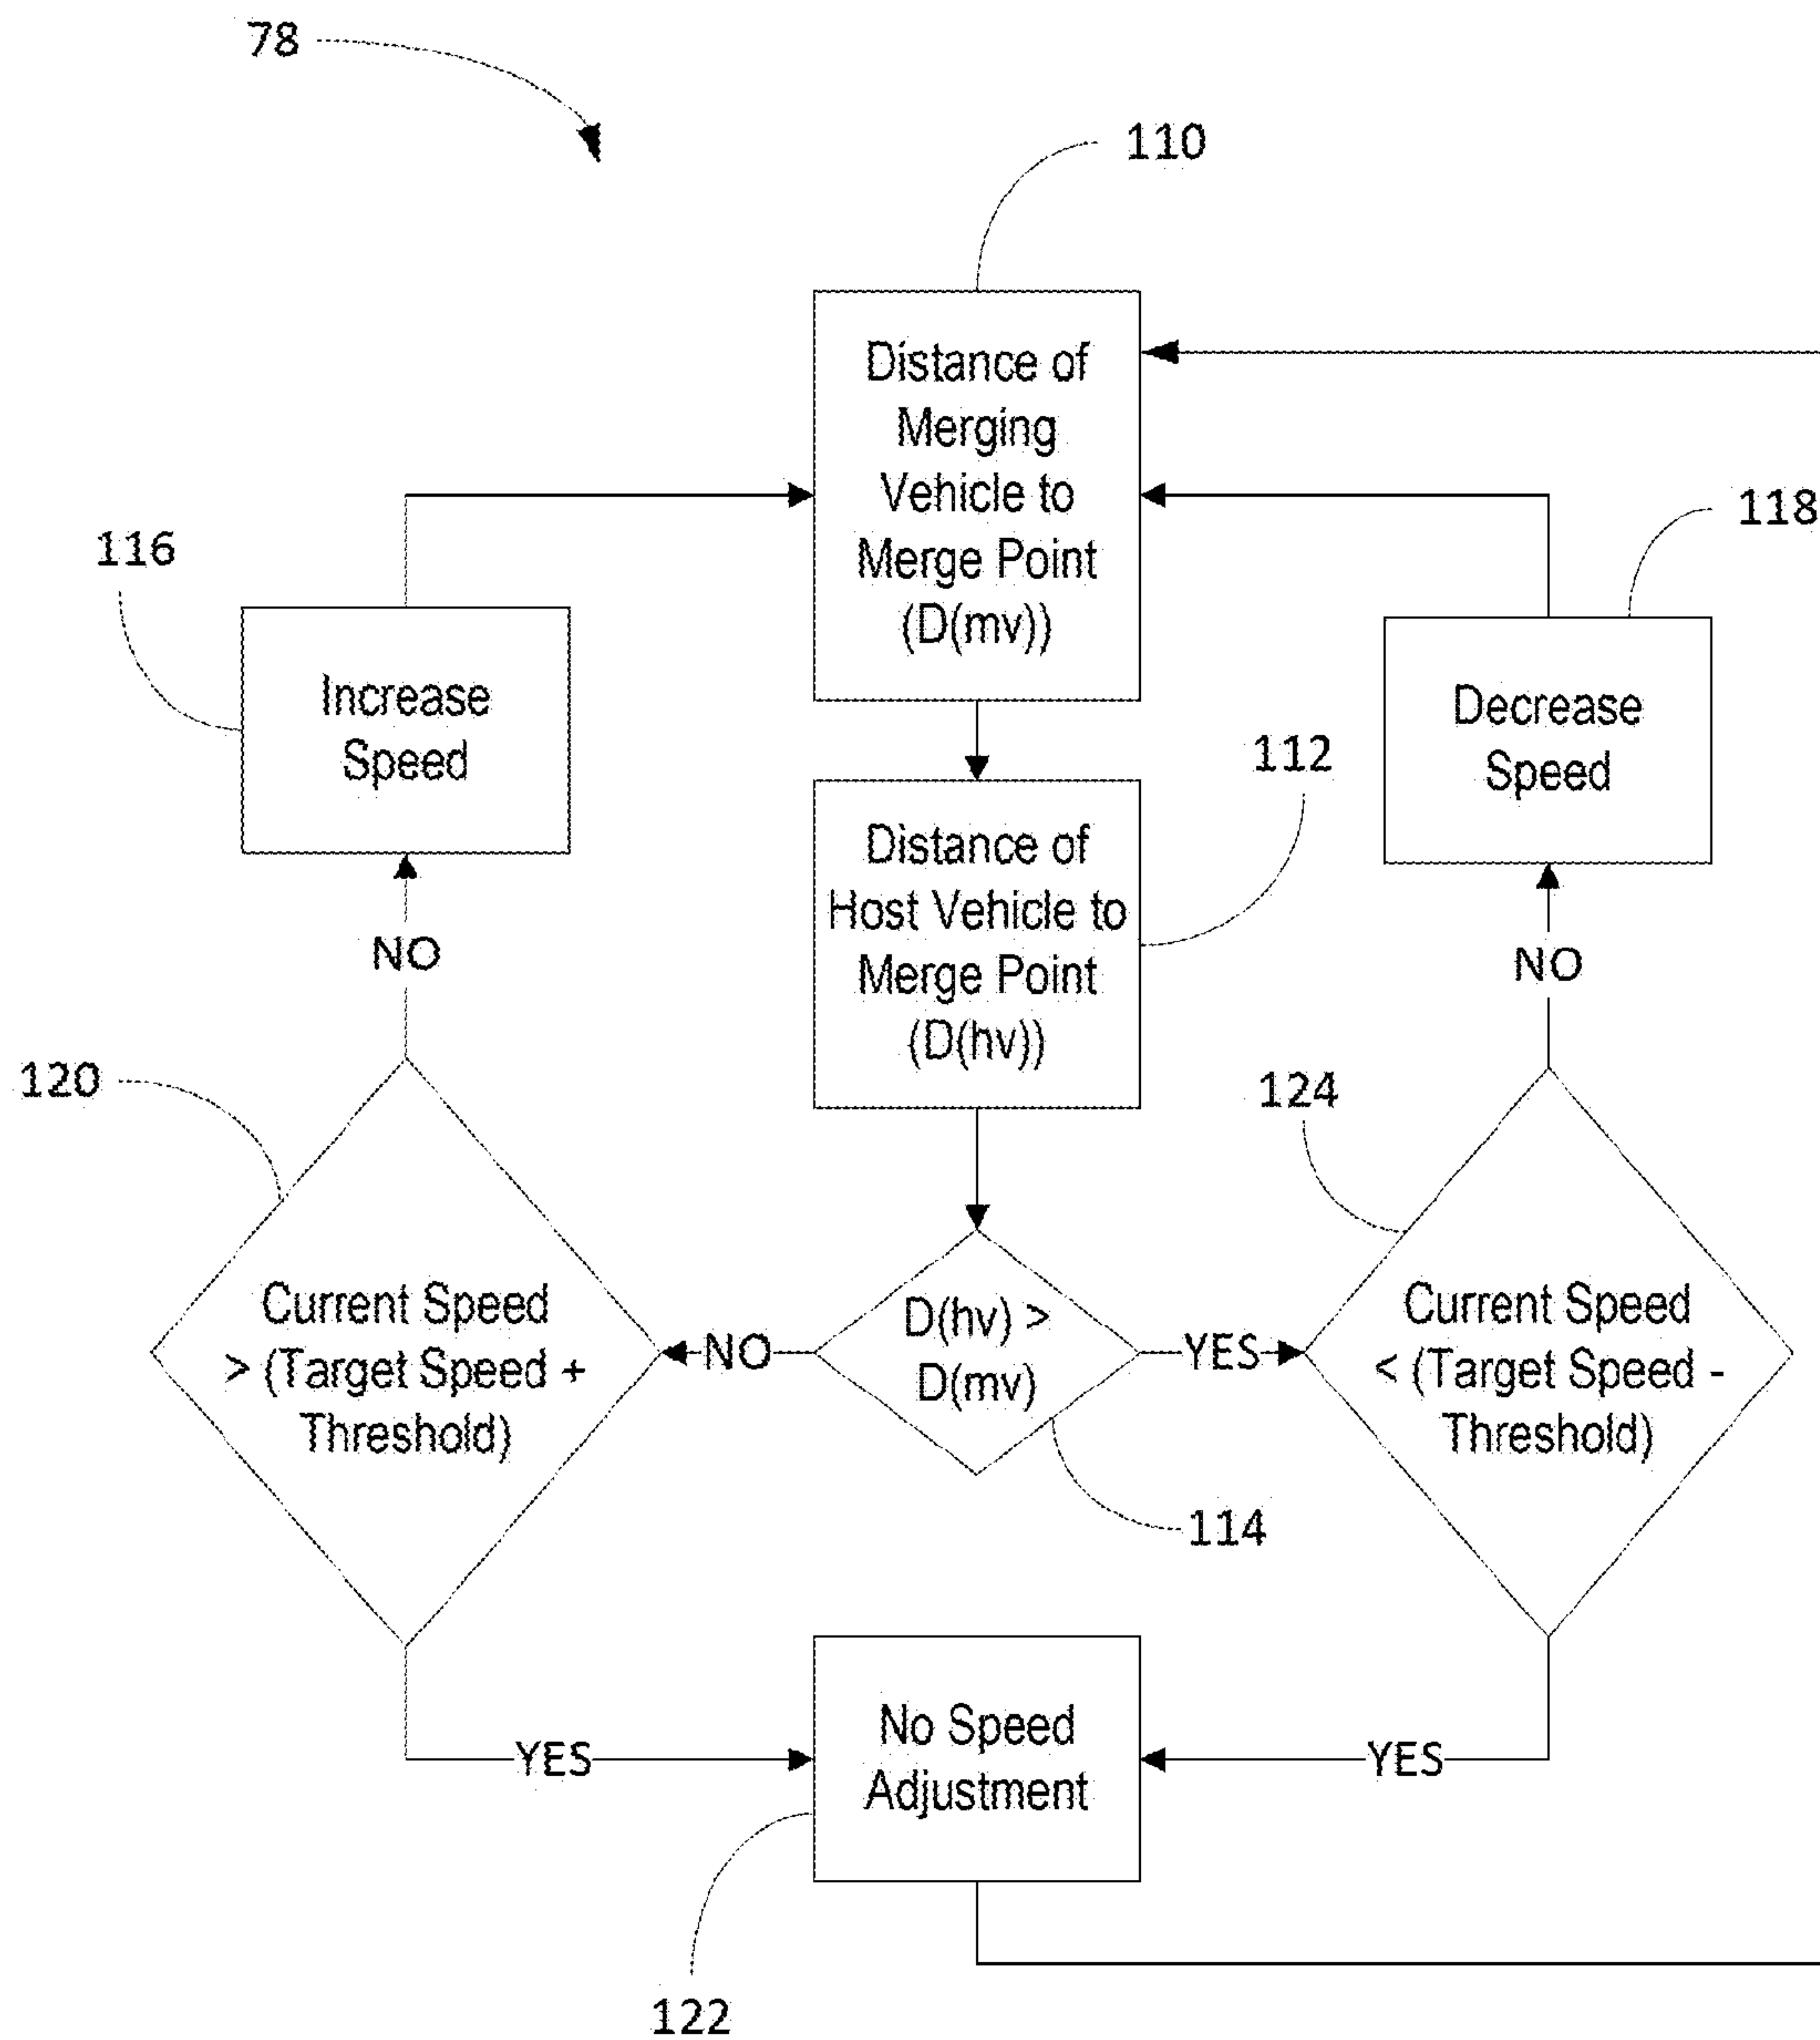 78
110
Distance of
Merging
Vehicle to
Merge Point
(D(mv))
118
116
Increase
Speed
Decrease
Speed
112
Distance of
Host Vehicle to
Merge Point
(D(hv))
NO
NO
120
124
Current Speed
> (Target Speed +
Threshold)
NO
D(hv) >
D(mv)
YES
Current Speed
< (Target Speed -
Threshold)
114
YES
No Speed
Adjustment
YES
122